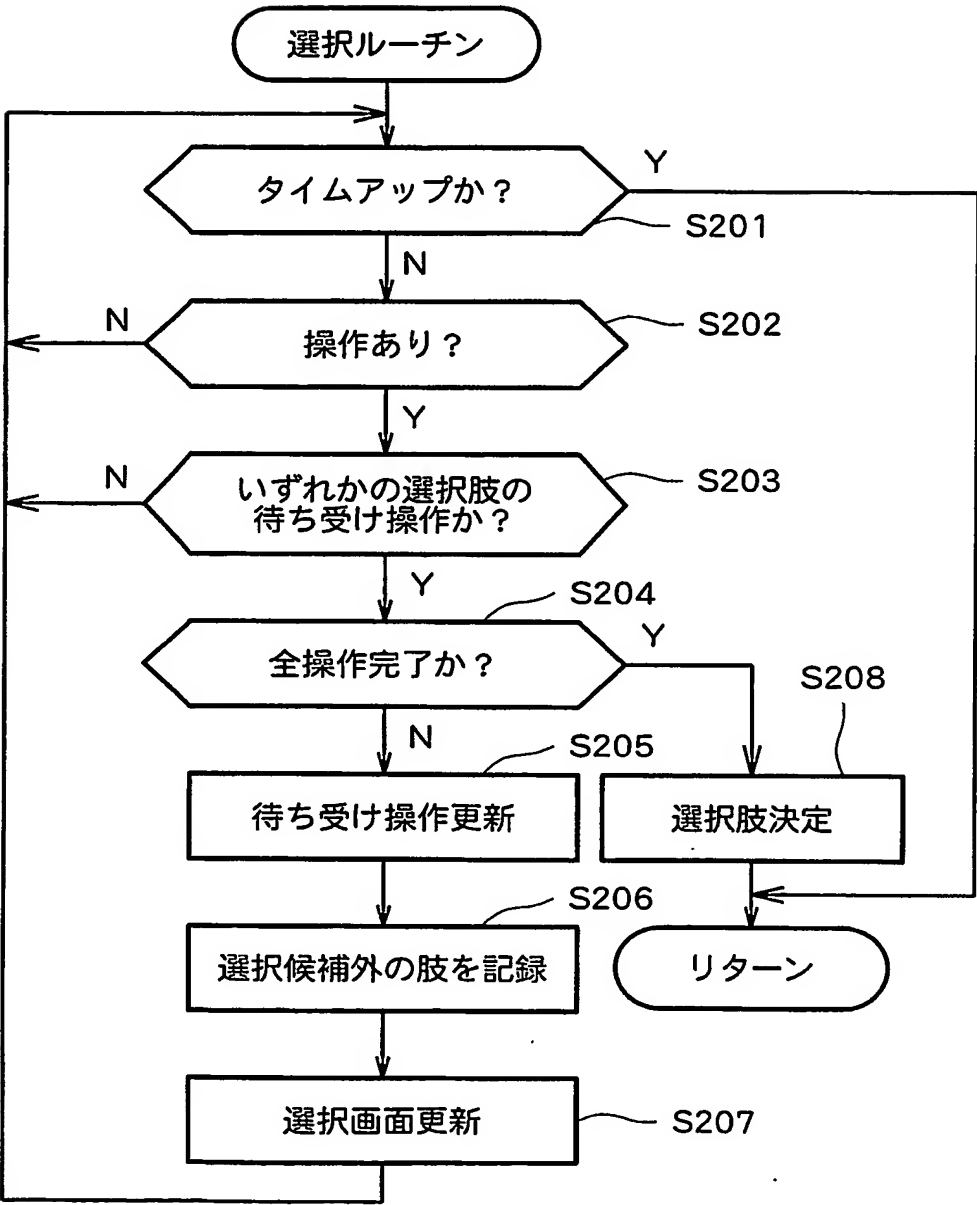 選択ルーチン
タイムアップか？
Y
S201
N
操作あり？
N
S202
Y
いずれかの選択肢の
待ち受け操作か？
N
S203
Y
S204
全操作完了か？
Y
N
S208
S205
待ち受け操作更新
選択肢決定
S206
選択候補外の肢を記録
リターン
選択画面更新
S207